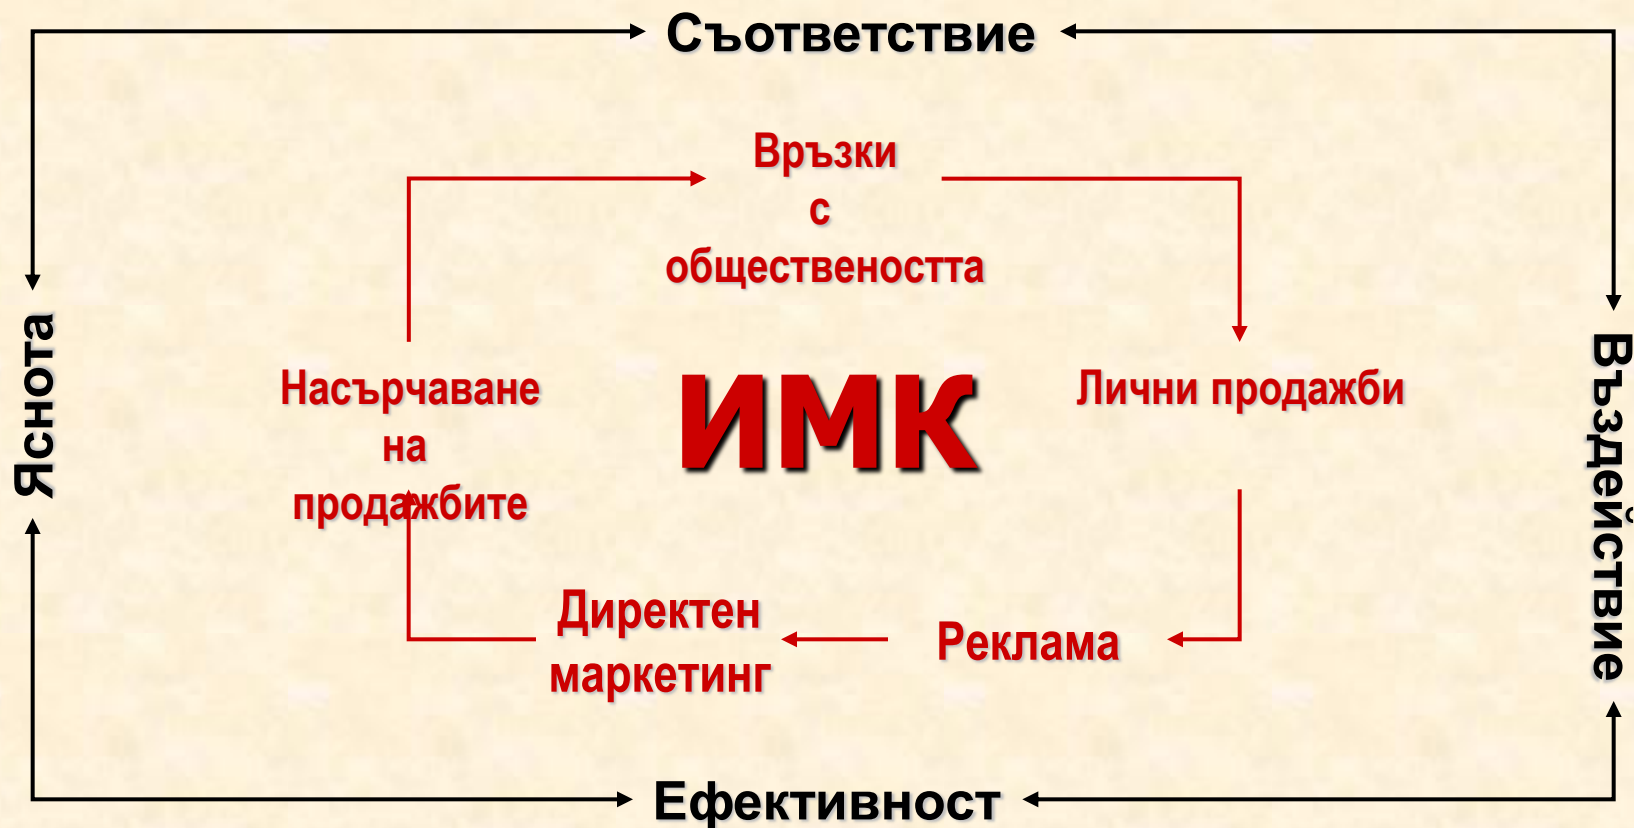 Съответствие
Връзки
с
обществеността
Яснота
Насърчаване
на
продажбите
ИМК
Лични продажби
Въздействие
Директен
маркетинг
Реклама
Ефективност